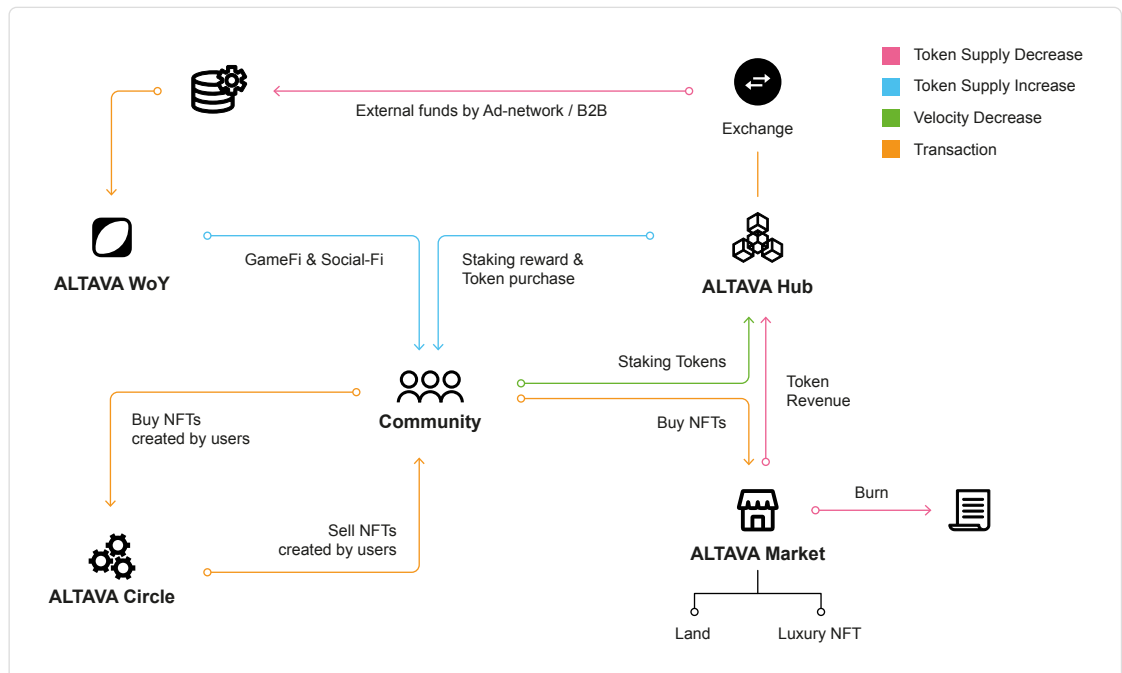 Token Supply Decrease
Token Supply Increase
Velocity Decrease
Transaction
External funds by Ad-network / B2B
Exchange
GameFi & Social-Fi
Staking reward &
Token purchase
ALTAVA WoY
ALTAVA Hub
Staking Tokens
Token
Revenue
Buy NFTs
created by users
Community
Buy NFTs
Burn
Sell NFTs
created by users
ALTAVA Market
ALTAVA Circle
Land
Luxury NFT